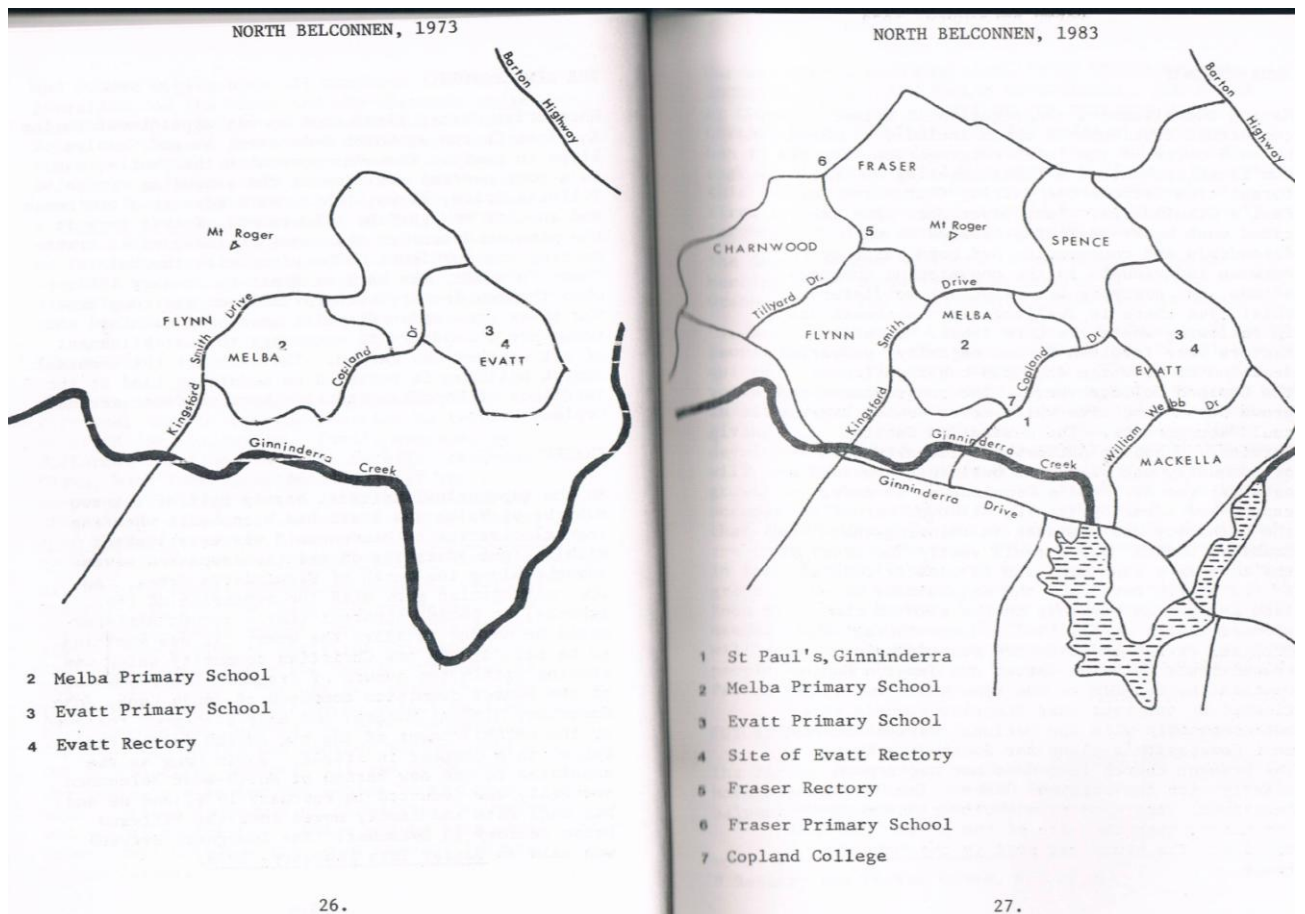 NORTH BELCONNEN, 1973
Barton Highway
Mt Roger
FLYNN
Kingsford Smith Drive
MELBA
2
Copland Dr
3
4
EVATT
Ginninderra Creek
2 Melba Primary School
3 Evatt Primary School
4 Evatt Rectory
26.
NORTH BELCONNEN, 1983
Barton Highway
6
FRASER
5
Mt Roger
CHARNWOOD
SPENCE
Tillyard Dr.
FLYNN
Kingsford Smith Drive
MELBA
2
Copland Dr.
3
4
EVATT
7
1
William Webb Dr.
Ginninderra Creek
MACKELLA
Ginninderra Drive
1 St Paul's, Ginninderra
2 Melba Primary School
3 Evatt Primary School
4 Site of Evatt Rectory
5 Fraser Rectory
6 Fraser Primary School
7 Copland College
27.